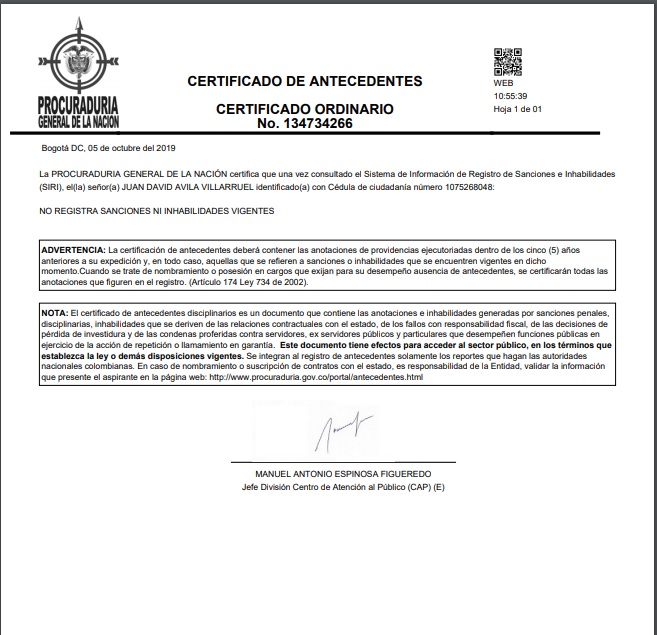 PROCURADURIA
GENERAL DE LA NACION
CERTIFICADO DE ANTECEDENTES
CERTIFICADO ORDINARIO
No. 134734266
WEB
10:55:39
Hoja 1 de 01
Bogotá DC, 05 de octubre del 2019
La PROCURADURIA GENERAL DE LA NACIÓN certifica que una vez consultado el Sistema de Información de Registro de Sanciones e Inhabilidades
(SIRI), el(la) señor(a) JUAN DAVID AVILA VILLARRUEL identificado(a) con Cédula de ciudadanía número 1075268048:
NO REGISTRA SANCIONES NI INHABILIDADES VIGENTES
ADVERTENCIA: La certificación de antecedentes deberá contener las anotaciones de providencias ejecutoriadas dentro de los cinco (5) años
anteriores a su expedición y, en todo caso, aquellas que se refieren a sanciones o inhabilidades que se encuentren vigentes en dicho
momento.Cuando se trate de nombramiento o posesión en cargos que exijan para su desempeño ausencia de antecedentes, se certificarán todas las
anotaciones que figuren en el registro. (Artículo 174 Ley 734 de 2002).
NOTA: El certificado de antecedentes disciplinarios es un documento que contiene las anotaciones e inhabilidades generadas por sanciones penales,
disciplinarias, inhabilidades que se deriven de las relaciones contractuales con el estado, de los fallos con responsabilidad fiscal, de las decisiones de
pérdida de investidura y de las condenas proferidas contra servidores, ex servidores públicos y particulares que desempeñen funciones públicas en
ejercicio de la acción de repetición o llamamiento en garantía. Este documento tiene efectos para acceder al sector público, en los términos que
establezca la ley o demás disposiciones vigentes. Se integran al registro de antecedentes solamente los reportes que hagan las autoridades
nacionales colombianas. En caso de nombramiento o suscripción de contratos con el estado, es responsabilidad de la Entidad, validar la información
que presente el aspirante en la página web: http://www.procuraduria.gov.co/portal/antecedentes.html
MANUEL ANTONIO ESPINOSA FIGUEREDO
Jefe División Centro de Atención al Público (CAP) (E)